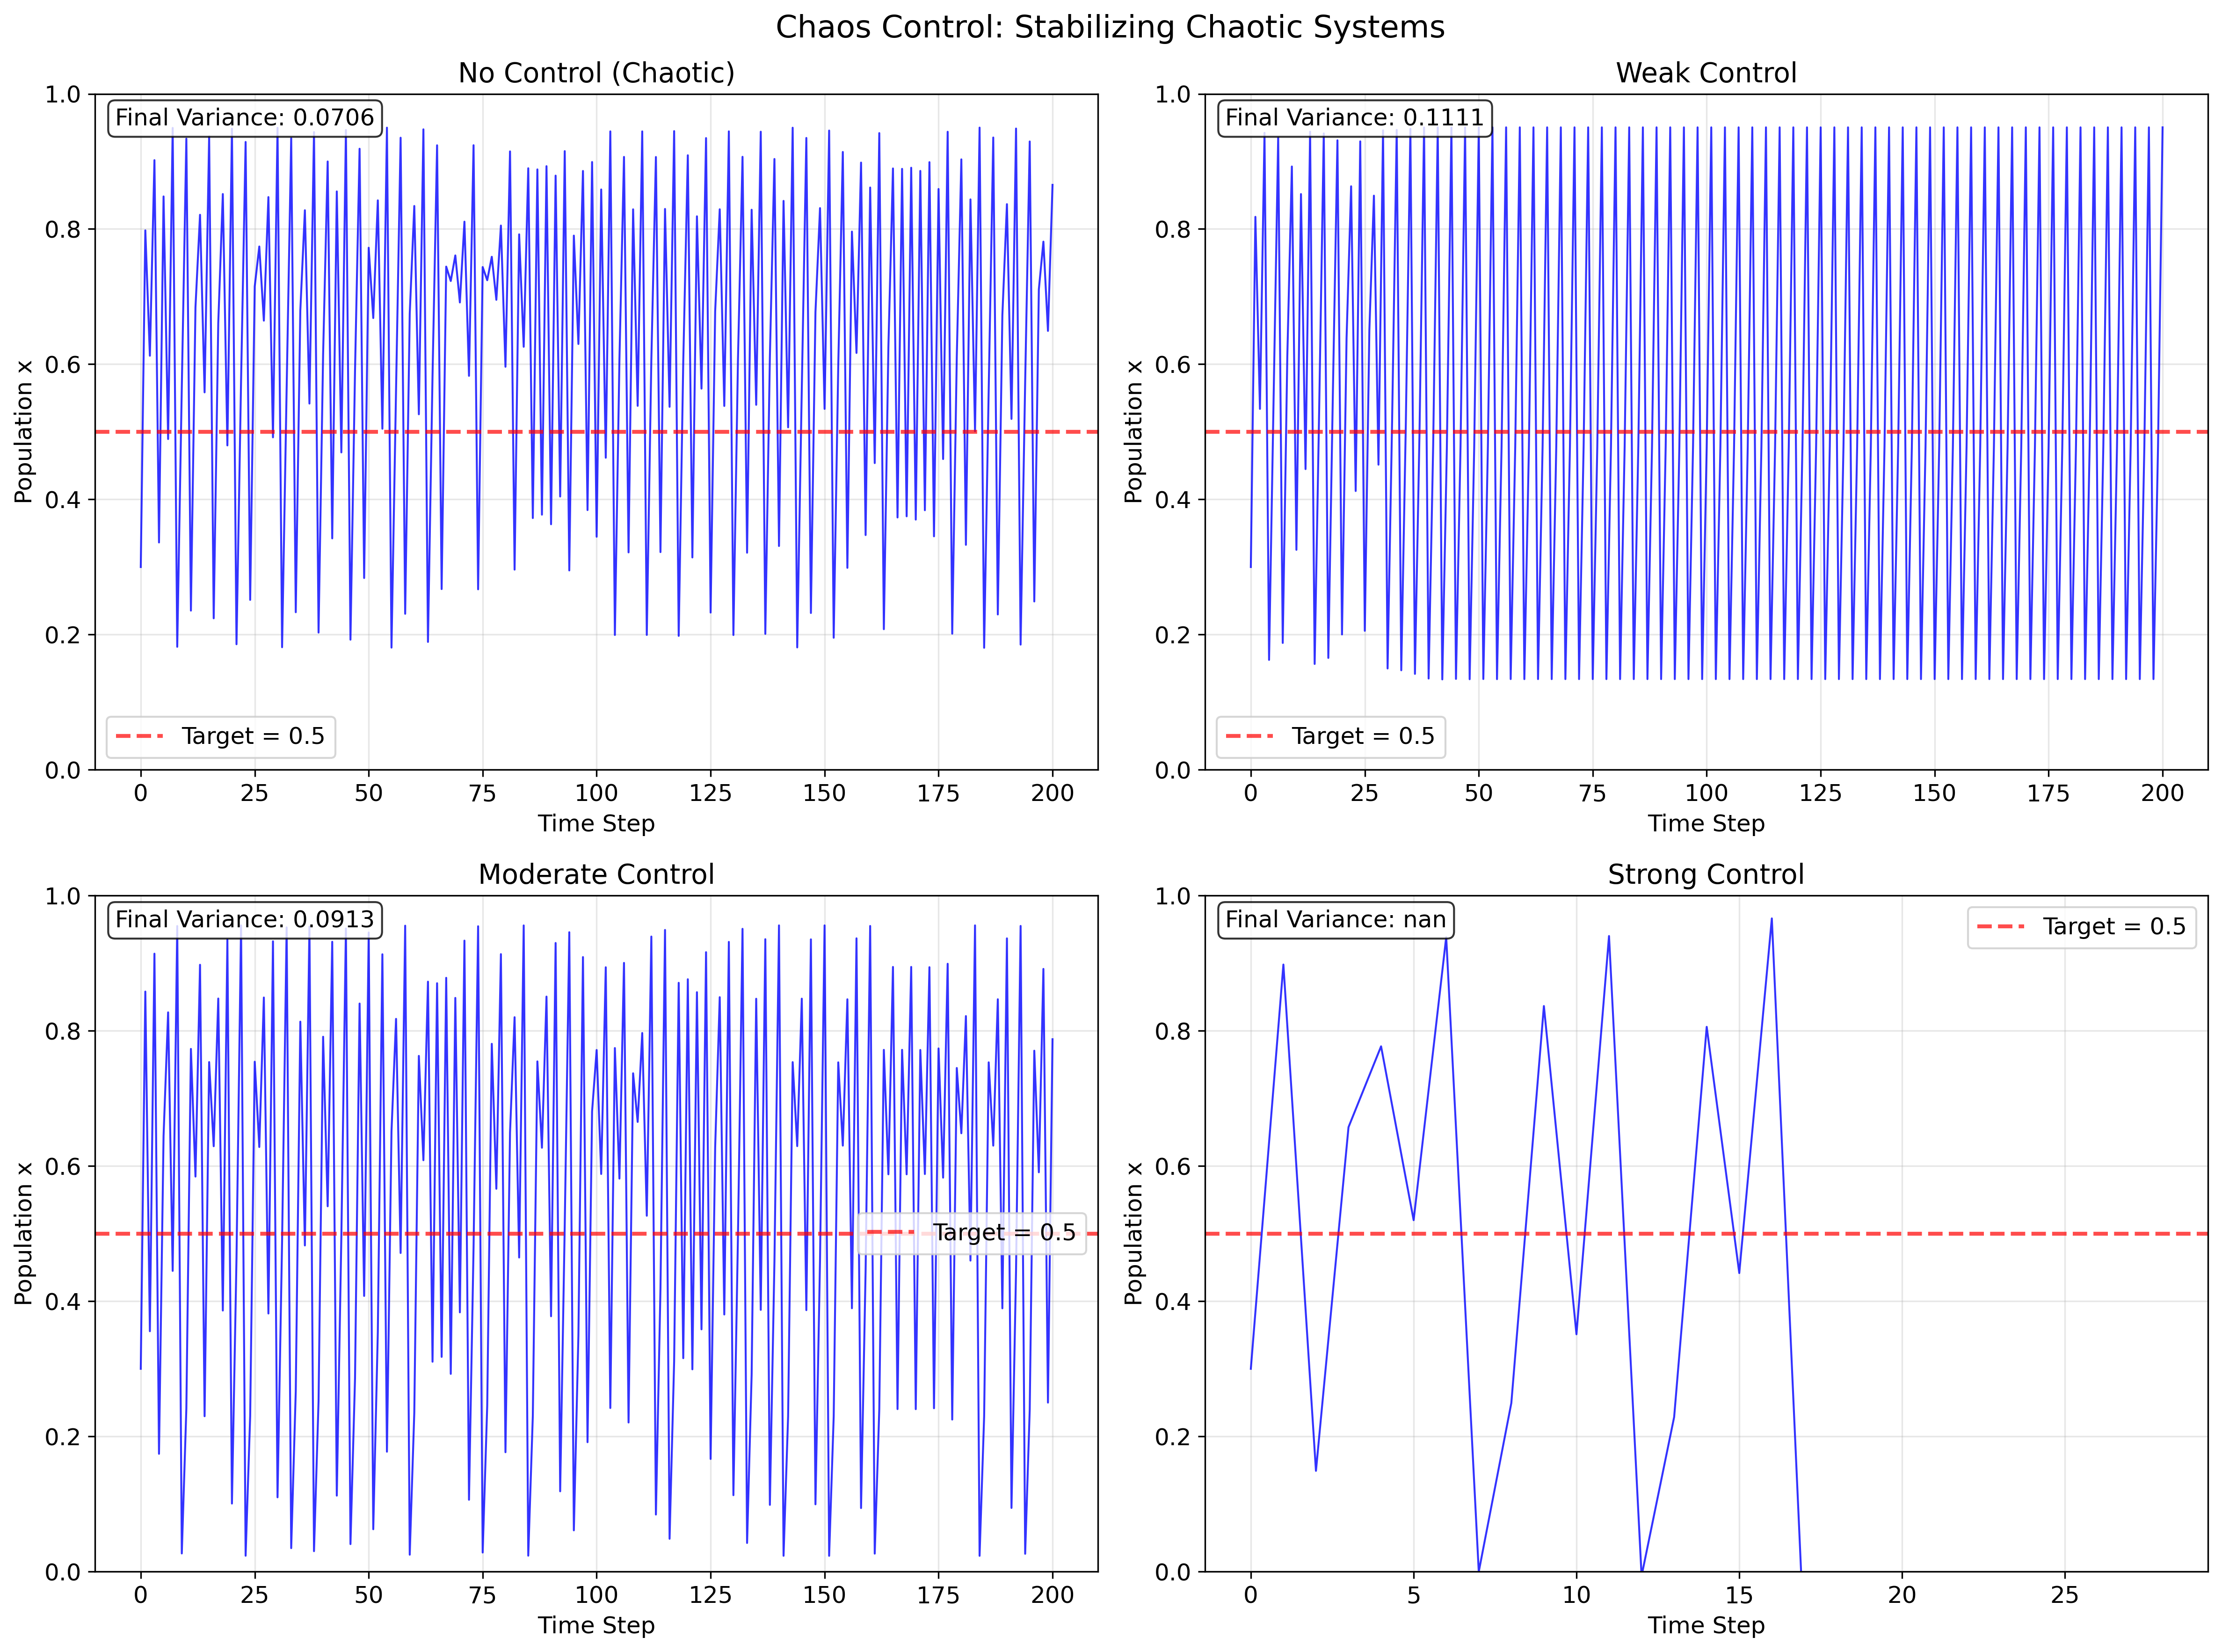 Chaos Control: Stabilizing Chaotic Systems
No Control (Chaotic)
Final Variance: 0.0706
1.0
0.8
0.6
0.4
0.2
0.0
Population x
Target = 0.5
0 25 50 75 100 125 150 175 200
Time Step
Weak Control
Final Variance: 0.1111
1.0
0.8
0.6
0.4
0.2
0.0
Population x
Target = 0.5
0 25 50 75 100 125 150 175 200
Time Step
Moderate Control
Final Variance: 0.0913
1.0
0.8
0.6
0.4
0.2
0.0
Population x
Target = 0.5
0 25 50 75 100 125 150 175 200
Time Step
Strong Control
Final Variance: nan
Target = 0.5
1.0
0.8
0.6
0.4
0.2
0.0
Population x
0 5 10 15 20 25
Time Step